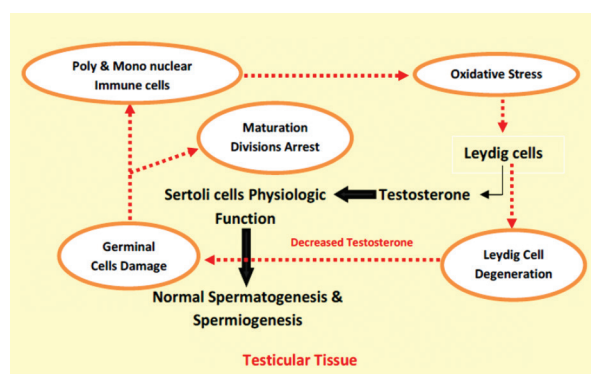 Poly & Mono nuclear
Immune cells
Oxidative Stress
Maturation
Divisions Arrest
Leydig cells
Sertoli cells Physiologic
Function
Testosterone
Germinal
Cells Damage
Decreased Testosterone
Leydig Cell
Degeneration
Normal Spermatogenesis &
Spermiogenesis
Testicular Tissue